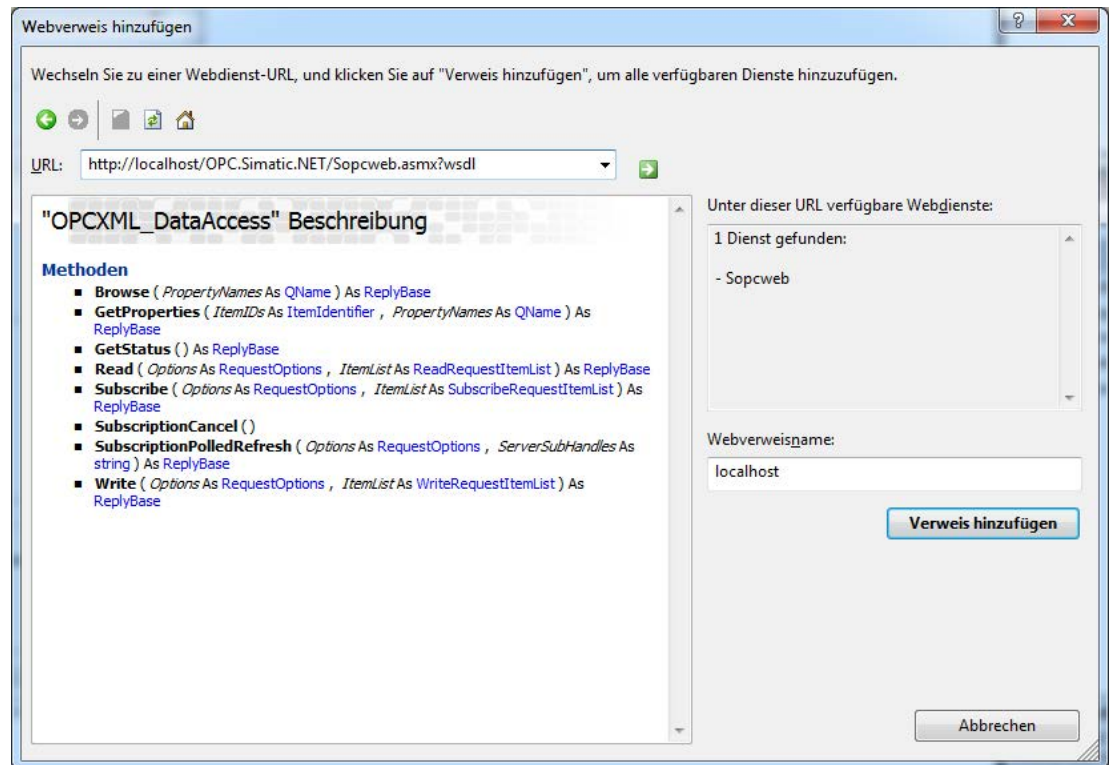 Webverweis hinzufügen
Wechseln Sie zu einer Webdienst-URL, und klicken Sie auf "Verweis hinzufügen", um alle verfügbaren Dienste hinzuzufügen.
URL: http://localhost/OPC.Simatic.NET/Sopcweb.asmx?wsdl
"OPCXML_DataAccess" Beschreibung
Methoden
Browse ( PropertyNames As QName ) As ReplyBase
GetProperties ( ItemIDs As ItemIdentifier , PropertyNames As QName ) As
ReplyBase
GetStatus () As ReplyBase
Read ( Options As RequestOptions , ItemList As ReadRequestItemList ) As ReplyBase
Subscribe ( Options As RequestOptions , ItemList As SubscribeRequestItemList ) As
ReplyBase
SubscriptionCancel ()
SubscriptionPolledRefresh ( Options As RequestOptions , ServerSubHandles As
string ) As ReplyBase
Write ( Options As RequestOptions , ItemList As WriteRequestItemList ) As
ReplyBase
Unter dieser URL verfügbare Webdienste:
1 Dienst gefunden:
- Sopcweb
Webverweisname:
localhost
Verweis hinzufügen
Abbrechen